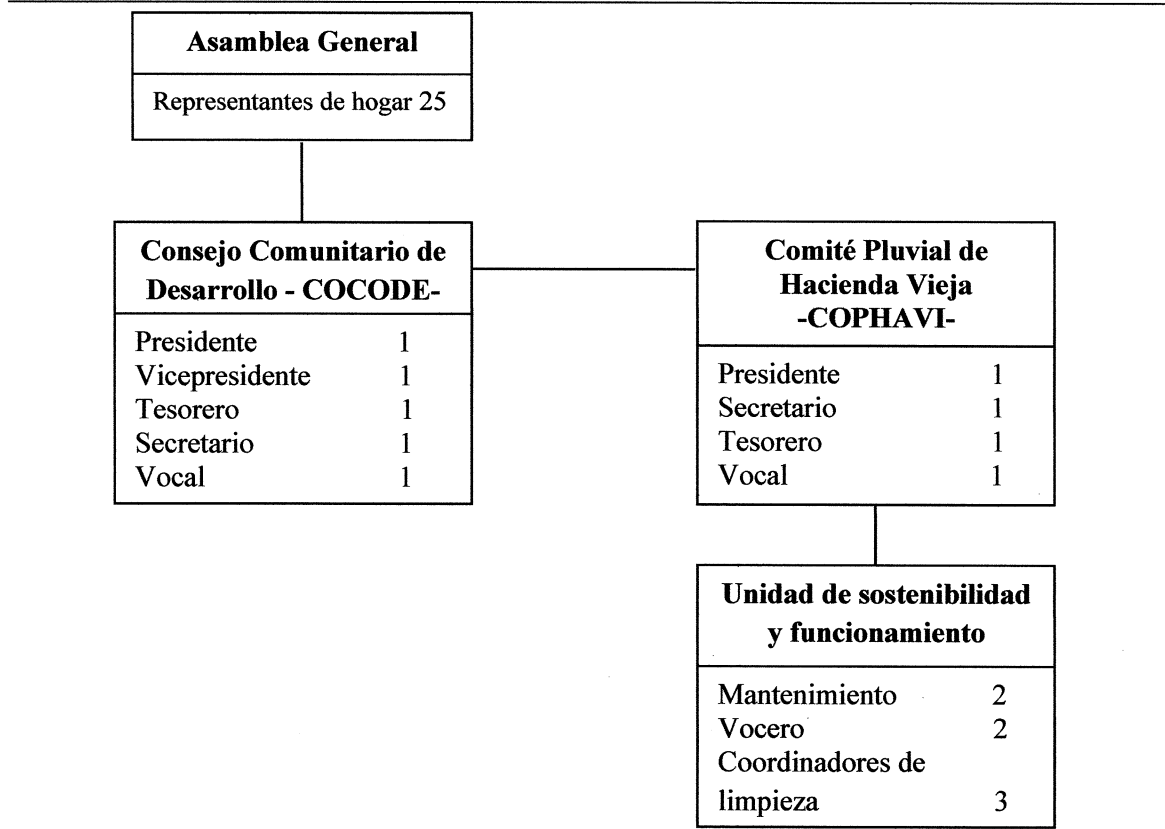 Asamblea General
Representantes de hogar 25
Consejo Comunitario de
Desarrollo - COCODE-
Presidente 1
Vicepresidente 1
Tesorero 1
Secretario 1
Vocal 1
Comité Pluvial de
Hacienda Vieja
-COPHAVI-
Presidente 1
Secretario 1
Tesorero 1
Vocal 1
Unidad de sostenibilidad
y funcionamiento
Mantenimiento 2
Vocero 2
Coordinadores de
limpieza 3